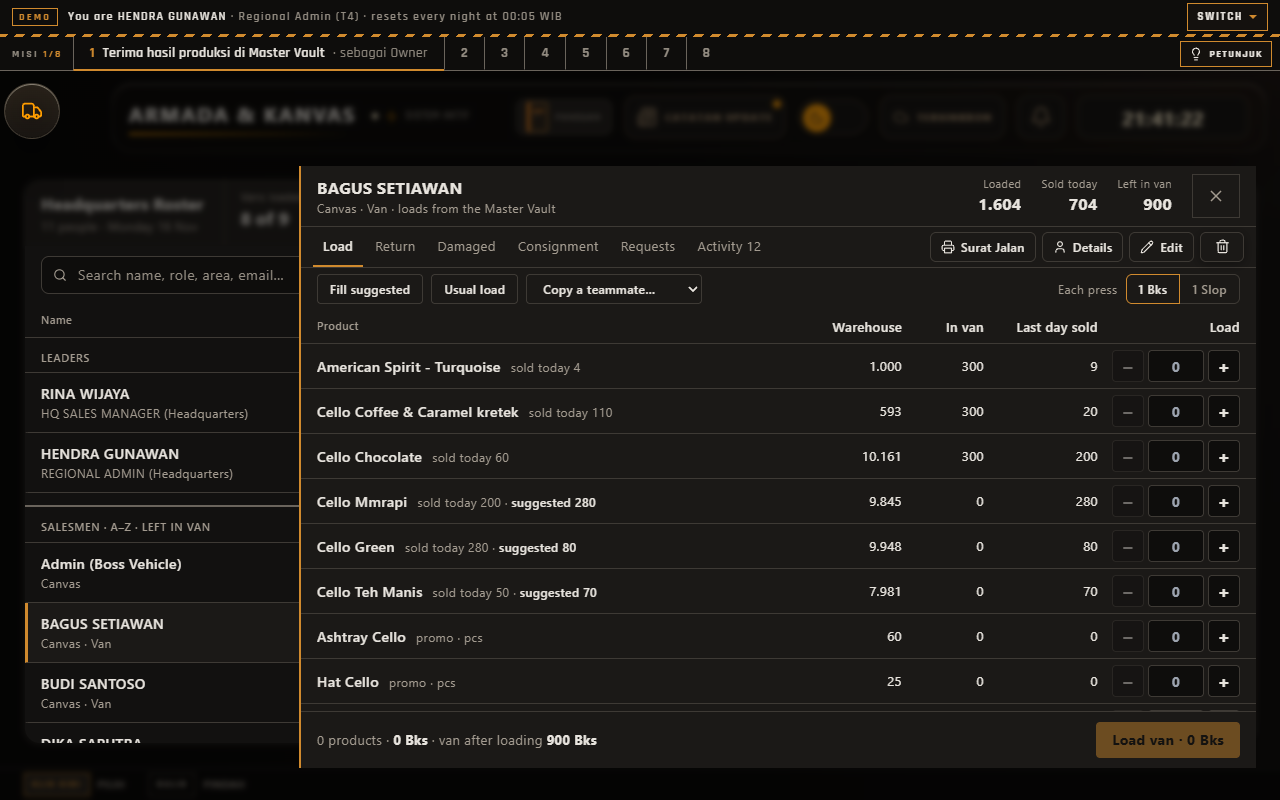 DEMO You are HENDRA GUNAWAN · Regional Admin (T4) · resets every night at 00:05 WIB SWITCH
MISI 1/8 1 Terima hasil produksi di Master Vault · sebagai Owner 2 3 4 5 6 7 8 PETUNJUK
ARMADA & KANVAS 21:41:22
Headquarters Roster
8 of 9
Search name, role, area, email...
Name
LEADERS
RINA WIJAYA
HQ SALES MANAGER (Headquarters)
HENDRA GUNAWAN
REGIONAL ADMIN (Headquarters)
SALESMEN · A–Z · LEFT IN VAN
Admin (Boss Vehicle)
Canvas
BAGUS SETIAWAN
Canvas · Van
BUDI SANTOSO
Canvas · Van
DIKA SAPUTRA
BAGUS SETIAWAN
Canvas · Van · loads from the Master Vault
Loaded Sold today Left in van
1.604 704 900
Load Return Damaged Consignment Requests Activity 12 Surat Jalan Details Edit
Fill suggested Usual load Copy a teammate... Each press 1 Bks 1 Slop
Product Warehouse In van Last day sold Load
American Spirit - Turquoise sold today 4 1.000 300 9 − 0 +
Cello Coffee & Caramel kretek sold today 110 593 300 20 − 0 +
Cello Chocolate sold today 60 10.161 300 200 − 0 +
Cello Mmrapi sold today 200 · suggested 280 9.845 0 280 − 0 +
Cello Green sold today 280 · suggested 80 9.948 0 80 − 0 +
Cello Teh Manis sold today 50 · suggested 70 7.981 0 70 − 0 +
Ashtray Cello promo · pcs 60 0 0 − 0 +
Hat Cello promo · pcs 25 0 0 − 0 +
0 products · 0 Bks · van after loading 900 Bks Load van · 0 Bks